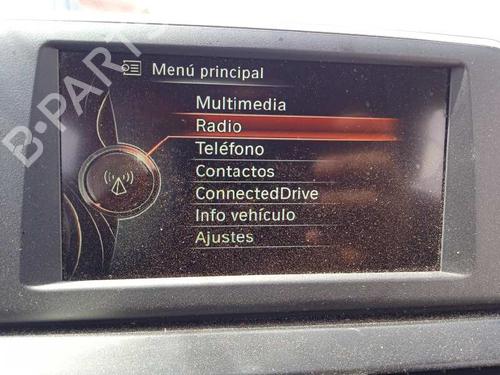 B-PARTS
Menú principal
Multimedia
Radio
Teléfono
Contactos
ConnectedDrive
Info vehículo
Ajustes